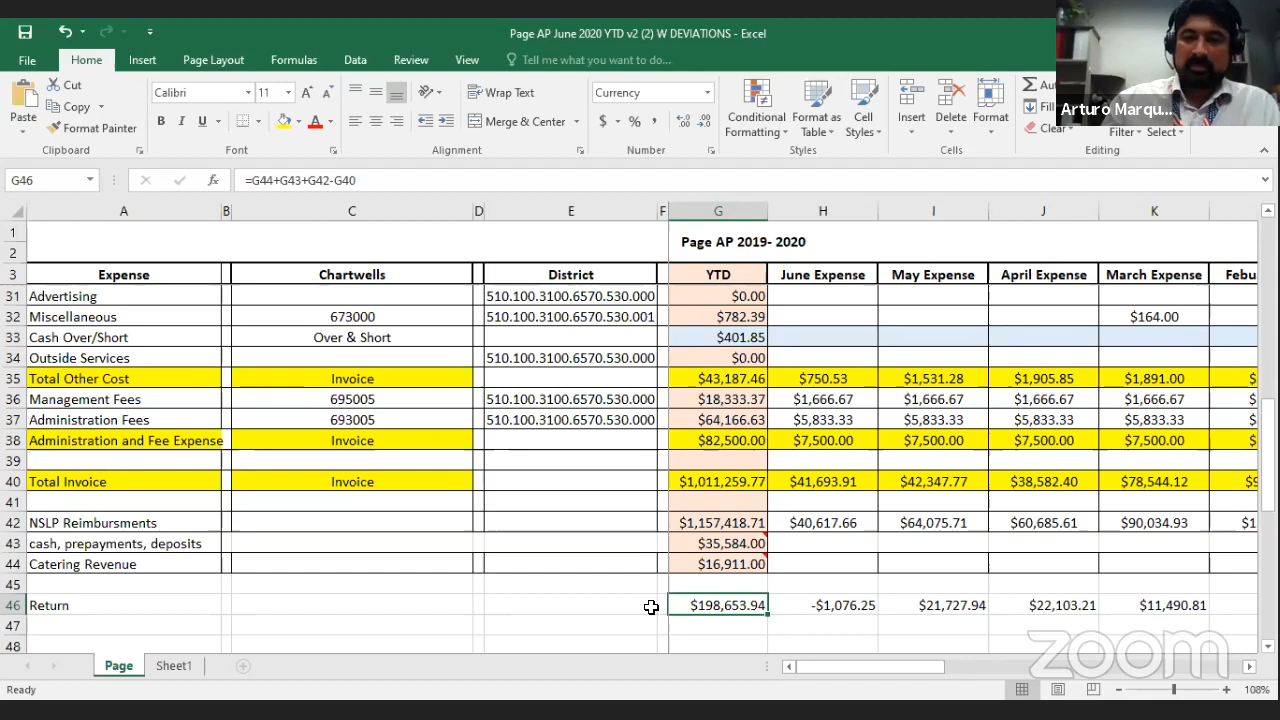 Page AP June 2020 YTD v2 (2) W DEVIATIONS - Excel
File Home Insert Page Layout Formulas Data Review View Tell me what you want to do...
Arturo Marqu...
Paste Cut Copy Format Painter
Calibri 11 B I U A A A
Wrap Text Merge & Center
Currency $ % ,
Conditional Formatting Format as Table Cell Styles
Insert Delete Format
Σ Fill Clear Filter Select
Clipboard Font Alignment Number Styles Cells Editing
G46 fx =G44+G43+G42-G40
A B C D E F G H I J K
1 Page AP 2019- 2020
2
3 Expense Chartwells District YTD June Expense May Expense April Expense March Expense
31 Advertising 510.100.3100.6570.530.000 $0.00
32 Miscellaneous 673000 510.100.3100.6570.530.001 $782.39 $164.00
33 Cash Over/Short Over & Short $401.85
34 Outside Services 510.100.3100.6570.530.000 $0.00
35 Total Other Cost Invoice $43,187.46 $750.53 $1,531.28 $1,905.85 $1,891.00
36 Management Fees 695005 510.100.3100.6570.530.000 $18,333.37 $1,666.67 $1,666.67 $1,666.67 $1,666.67
37 Administration Fees 693005 510.100.3100.6570.530.000 $64,166.63 $5,833.33 $5,833.33 $5,833.33 $5,833.33
38 Administration and Fee Expense Invoice $82,500.00 $7,500.00 $7,500.00 $7,500.00 $7,500.00
39
40 Total Invoice Invoice $1,011,259.77 $41,693.91 $42,347.77 $38,582.40 $78,544.12
41
42 NSLP Reimbursments $1,157,418.71 $40,617.66 $64,075.71 $60,685.61 $90,034.93
43 cash, prepayments, deposits $35,584.00
44 Catering Revenue $16,911.00
45
46 Return $198,653.94 -$1,076.25 $21,727.94 $22,103.21 $11,490.81
47
48
Page Sheet1
Ready 108%
zoom